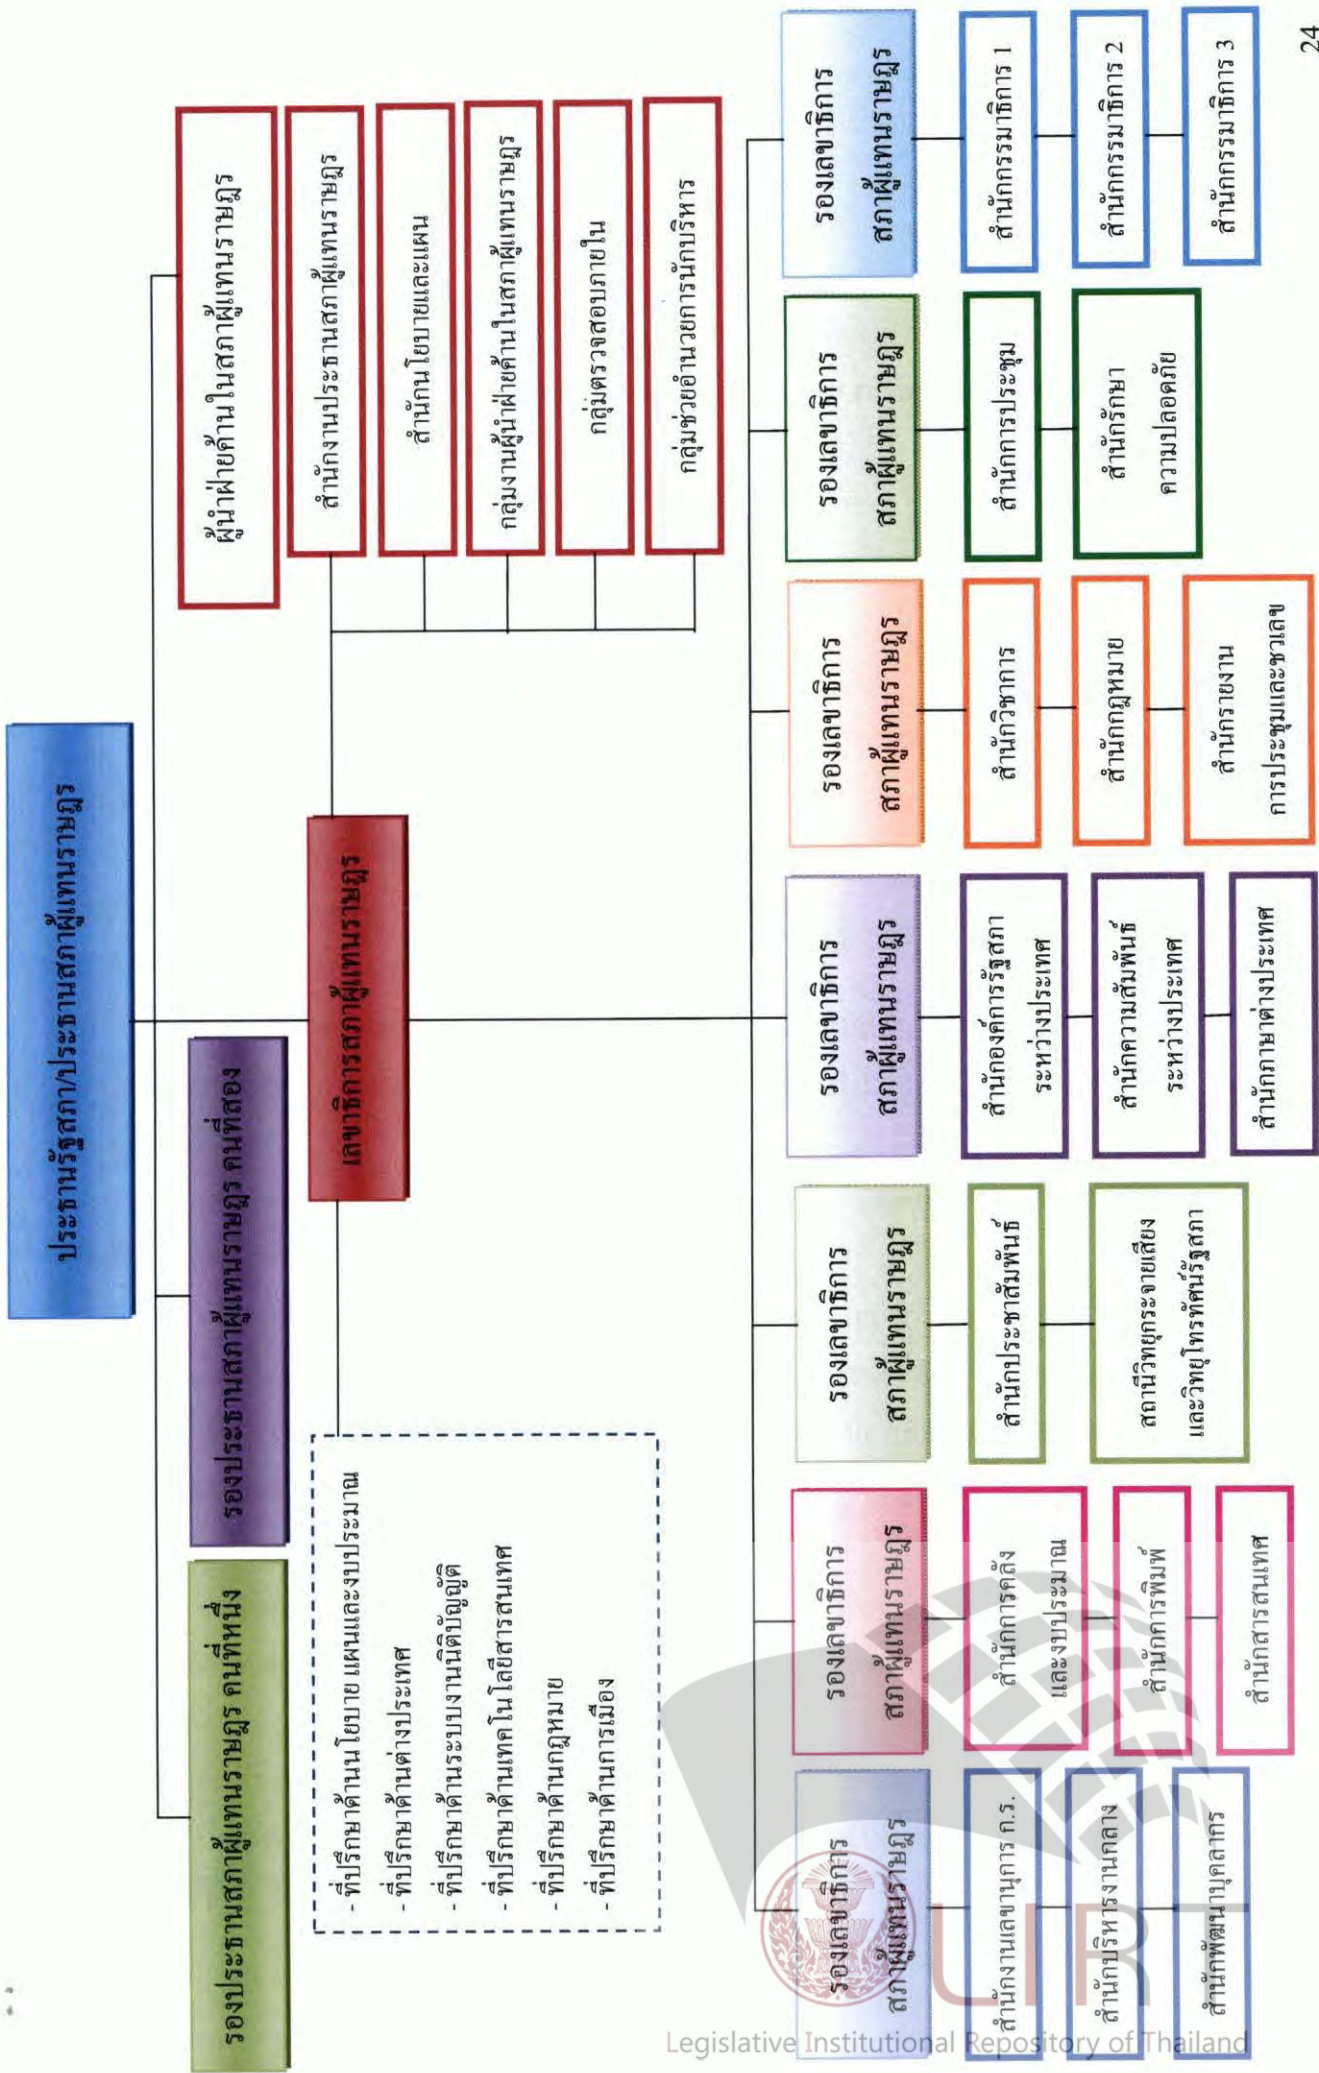 ประธานรัฐสภา/ประธานสภาผู้แทนราษฎร
รองประธานสภาผู้แทนราษฎร คนที่หนึ่ง
รองประธานสภาผู้แทนราษฎร คนที่สอง
ผู้นำฝ่ายค้านในสภาผู้แทนราษฎร
เลขาธิการสภาผู้แทนราษฎร
- ที่ปรึกษาด้านนโยบาย แผนและงบประมาณ
- ที่ปรึกษาด้านต่างประเทศ
- ที่ปรึกษาด้านระบบงานนิติบัญญัติ
- ที่ปรึกษาด้านเทคโนโลยีสารสนเทศ
- ที่ปรึกษาด้านกฎหมาย
- ที่ปรึกษาด้านการเมือง
สำนักงานประธานสภาผู้แทนราษฎร
สำนักนโยบายและแผน
กลุ่มงานผู้นำฝ่ายค้านในสภาผู้แทนราษฎร
กลุ่มตรวจสอบภายใน
กลุ่มช่วยอำนวยการนักบริหาร
รองเลขาธิการ
สภาผู้แทนราษฎร
สำนักงานเลขานุการ ก.ร.
สำนักบริหารงานกลาง
สำนักพัฒนาบุคลากร
รองเลขาธิการ
สภาผู้แทนราษฎร
สำนักการคลัง
และงบประมาณ
สำนักการพิมพ์
สำนักสารสนเทศ
รองเลขาธิการ
สภาผู้แทนราษฎร
สำนักประชาสัมพันธ์
สถานีวิทยุกระจายเสียง
และวิทยุโทรทัศน์รัฐสภา
รองเลขาธิการ
สภาผู้แทนราษฎร
สำนักองค์การรัฐสภา
ระหว่างประเทศ
สำนักความสัมพันธ์
ระหว่างประเทศ
สำนักภาษาต่างประเทศ
รองเลขาธิการ
สภาผู้แทนราษฎร
สำนักวิชาการ
สำนักกฎหมาย
สำนักรายงาน
การประชุมและชวเลข
รองเลขาธิการ
สภาผู้แทนราษฎร
สำนักการประชุม
สำนักรักษา
ความปลอดภัย
รองเลขาธิการ
สภาผู้แทนราษฎร
สำนักกรรมาธิการ 1
สำนักกรรมาธิการ 2
สำนักกรรมาธิการ 3
24
LIRT
Legislative Institutional Repository of Thailand